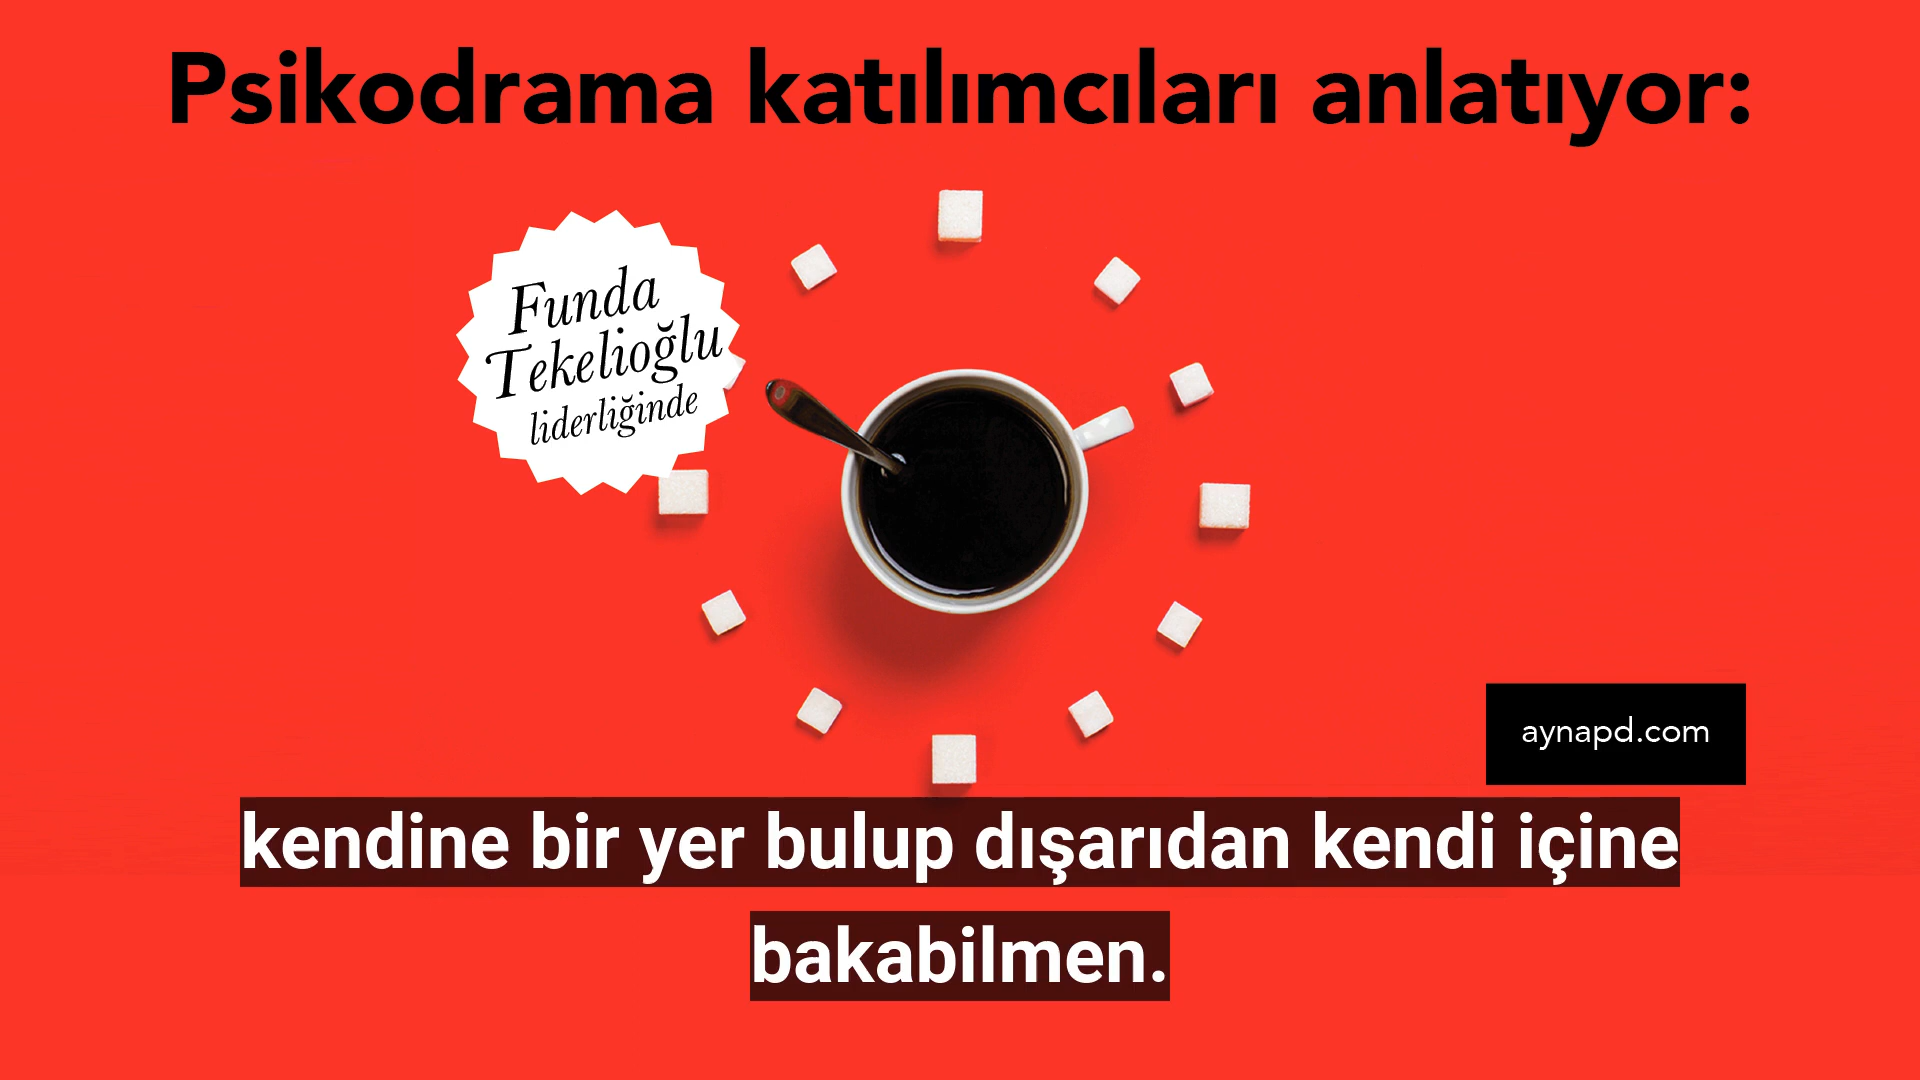 Psikodrama katılımcıları anlatıyor:
Funda
Tekelioğlu
liderliğinde
aynapd.com
kendine bir yer bulup dışarıdan kendi içine
bakabilmen.